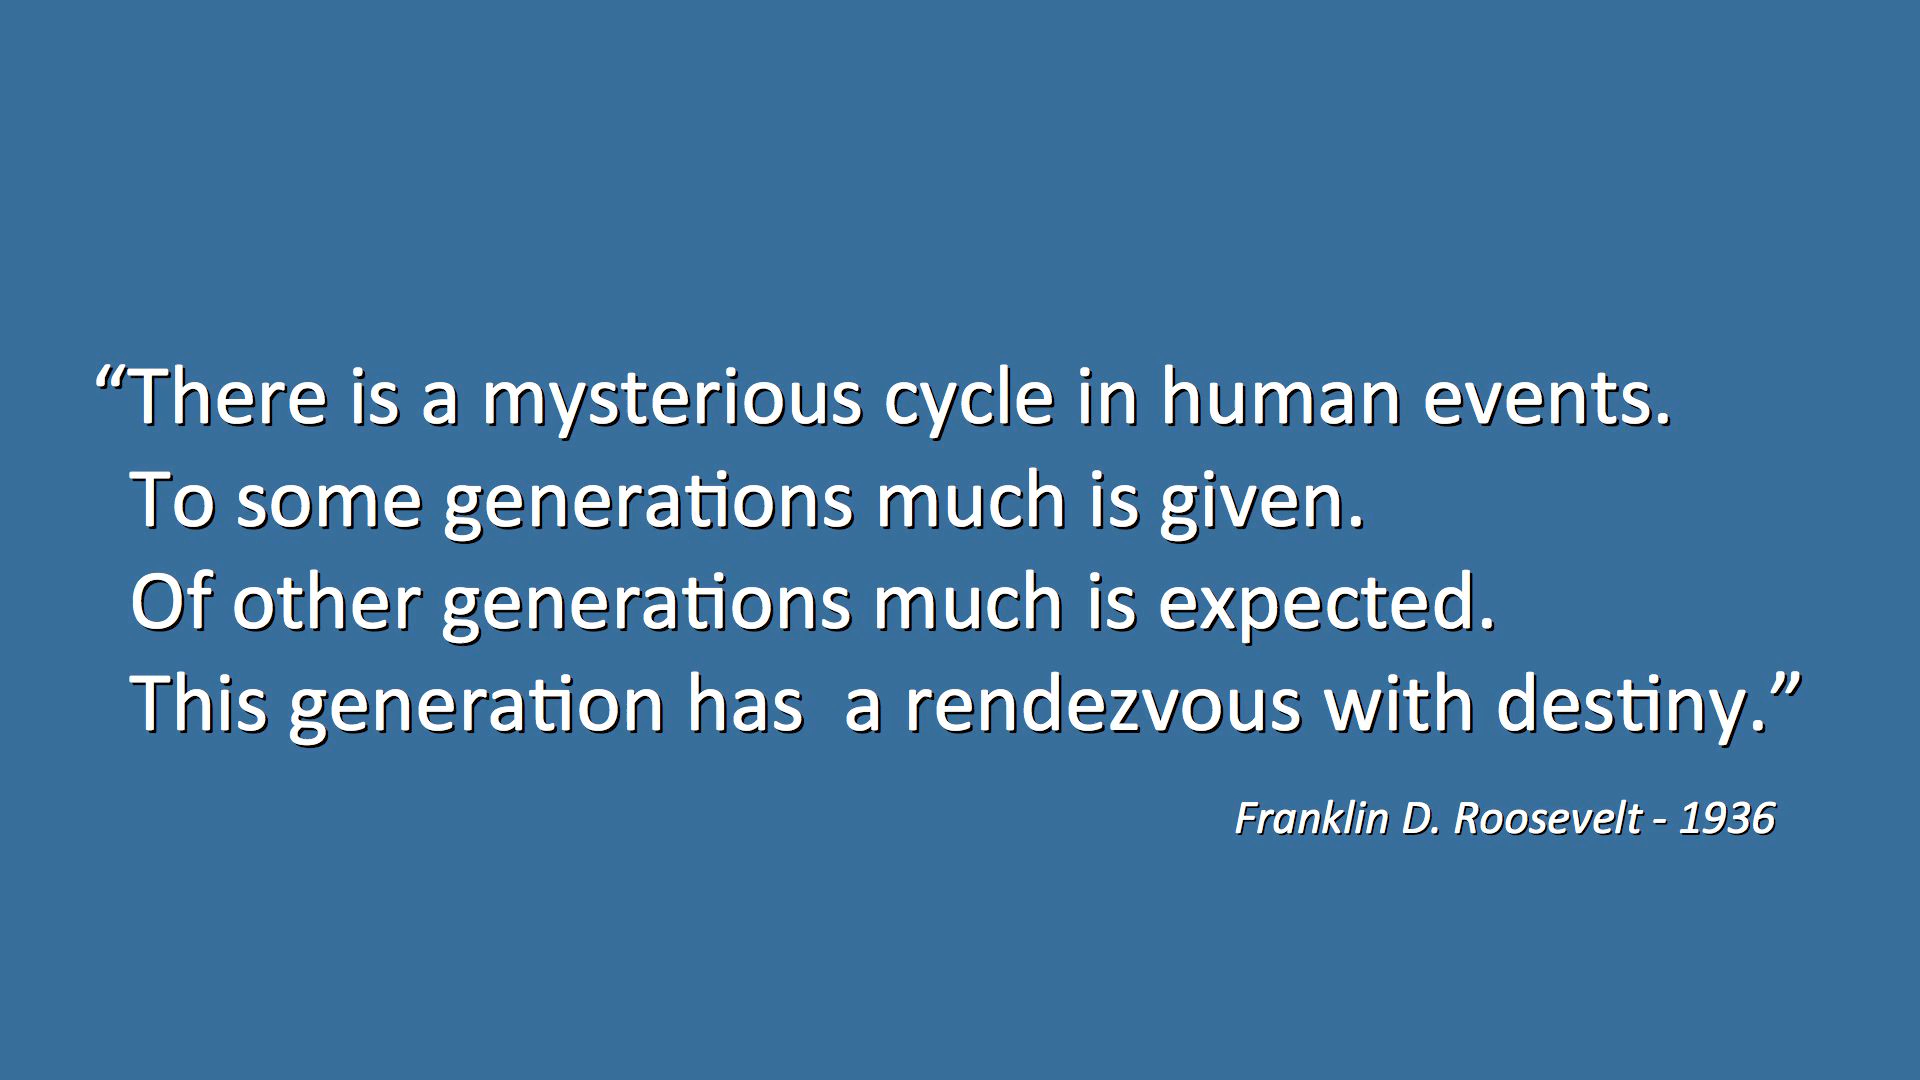 “There is a mysterious cycle in human events.
To some generations much is given.
Of other generations much is expected.
This generation has  a rendezvous with destiny.”
Franklin D. Roosevelt - 1936